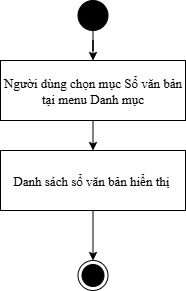 Người dùng chọn mục Sổ văn bản
tại menu Danh mục
Danh sách sổ văn bản hiển thị